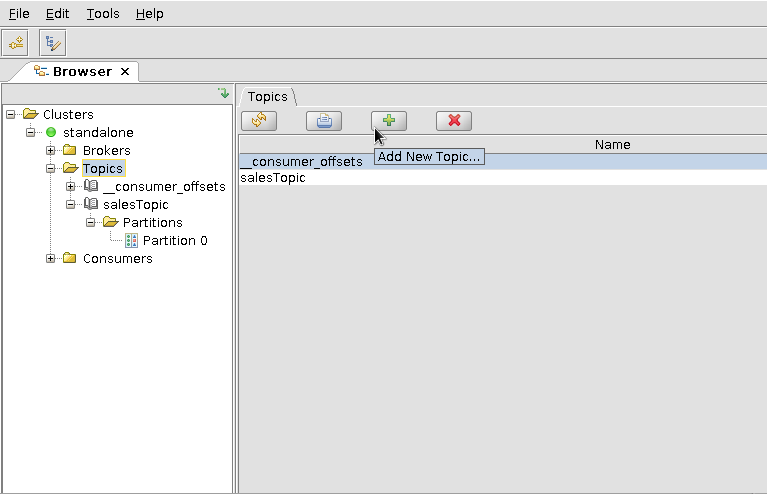 File Edit Tools Help
Browser
Topics
Clusters
standalone
Brokers
Topics
__consumer_offsets
salesTopic
Partitions
Partition 0
Consumers
Name
__consumer_offsets
Add New Topic...
salesTopic